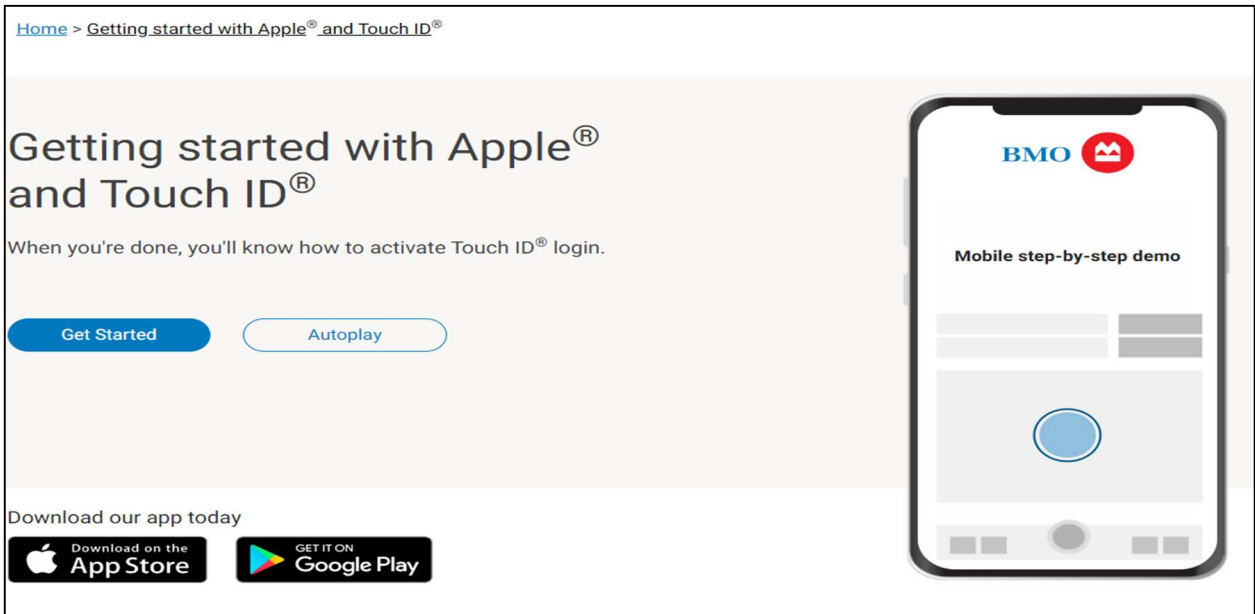 Home > Getting started with Apple® and Touch ID®
Getting started with Apple®
and Touch ID®
When you're done, you'll know how to activate Touch ID® login.
Get Started
Autoplay
BMO
Mobile step-by-step demo
Download our app today
Download on the
App Store
GET IT ON
Google Play